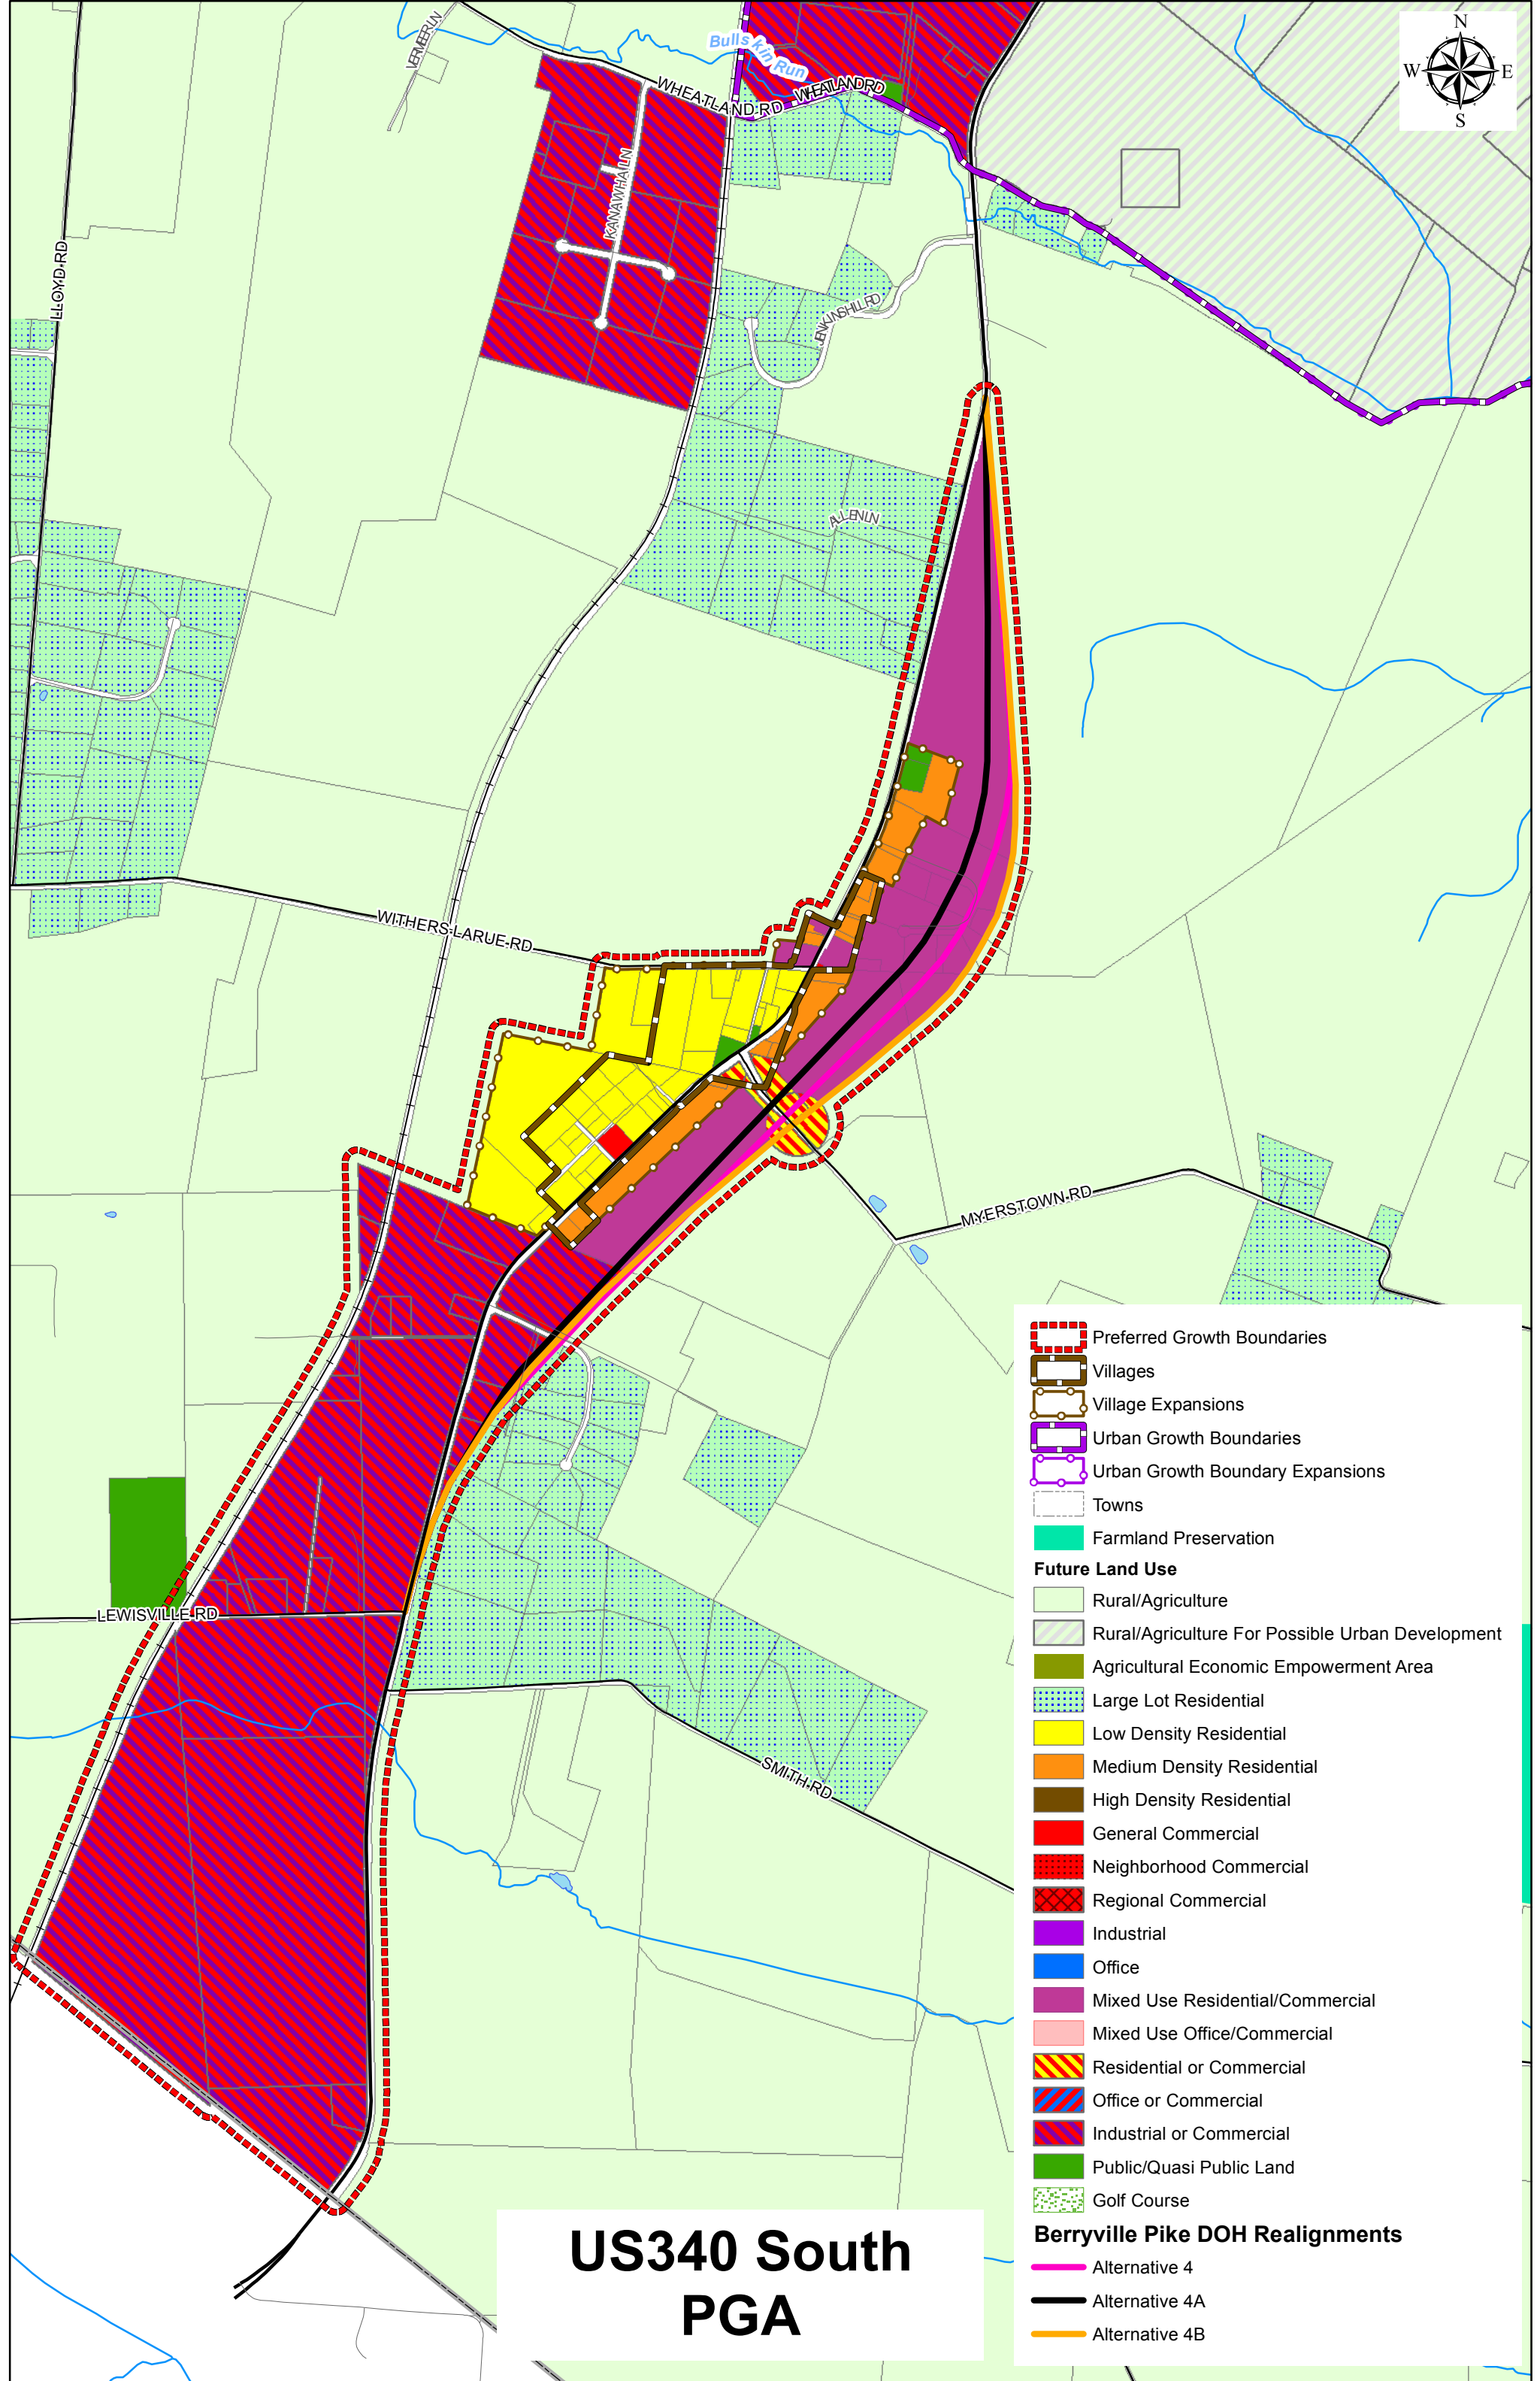 N
W E
S
VERMEER LN
Bullskin Run
WHEATLAND RD
WHEATLAND RD
KANAWHA LN
LLOYD RD
JENKINS HILL RD
ALLEN LN
WITHERS LARUE RD
MYERSTOWN RD
LEWISVILLE RD
SMITH RD
Preferred Growth Boundaries
Villages
Village Expansions
Urban Growth Boundaries
Urban Growth Boundary Expansions
Towns
Farmland Preservation
Future Land Use
Rural/Agriculture
Rural/Agriculture For Possible Urban Development
Agricultural Economic Empowerment Area
Large Lot Residential
Low Density Residential
Medium Density Residential
High Density Residential
General Commercial
Neighborhood Commercial
Regional Commercial
Industrial
Office
Mixed Use Residential/Commercial
Mixed Use Office/Commercial
Residential or Commercial
Office or Commercial
Industrial or Commercial
Public/Quasi Public Land
Golf Course
Berryville Pike DOH Realignments
Alternative 4
Alternative 4A
Alternative 4B
US340 South
PGA